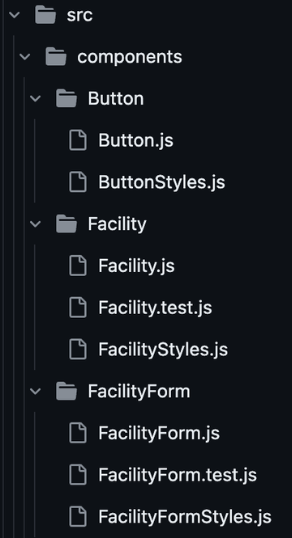 src
components
Button
Button.js
ButtonStyles.js
Facility
Facility.js
Facility.test.js
FacilityStyles.js
FacilityForm
FacilityForm.js
FacilityForm.test.js
FacilityFormStyles.js